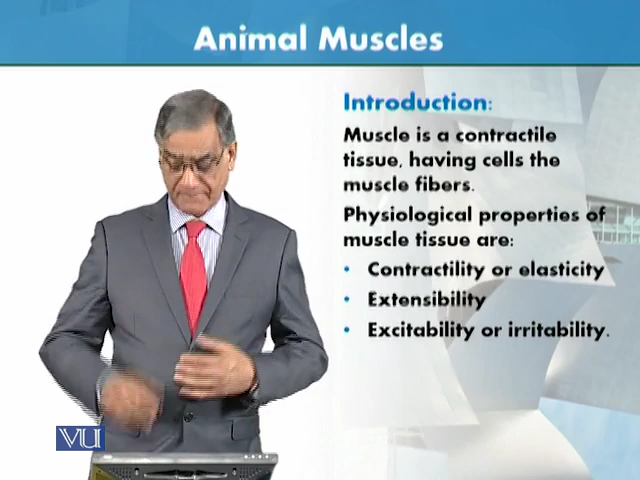 Animal Muscles
Introduction:
Muscle is a contractile
tissue, having cells the
muscle fibers.
Physiological properties of
muscle tissue are:
• Contractility or elasticity
• Extensibility
• Excitability or irritability.
VU